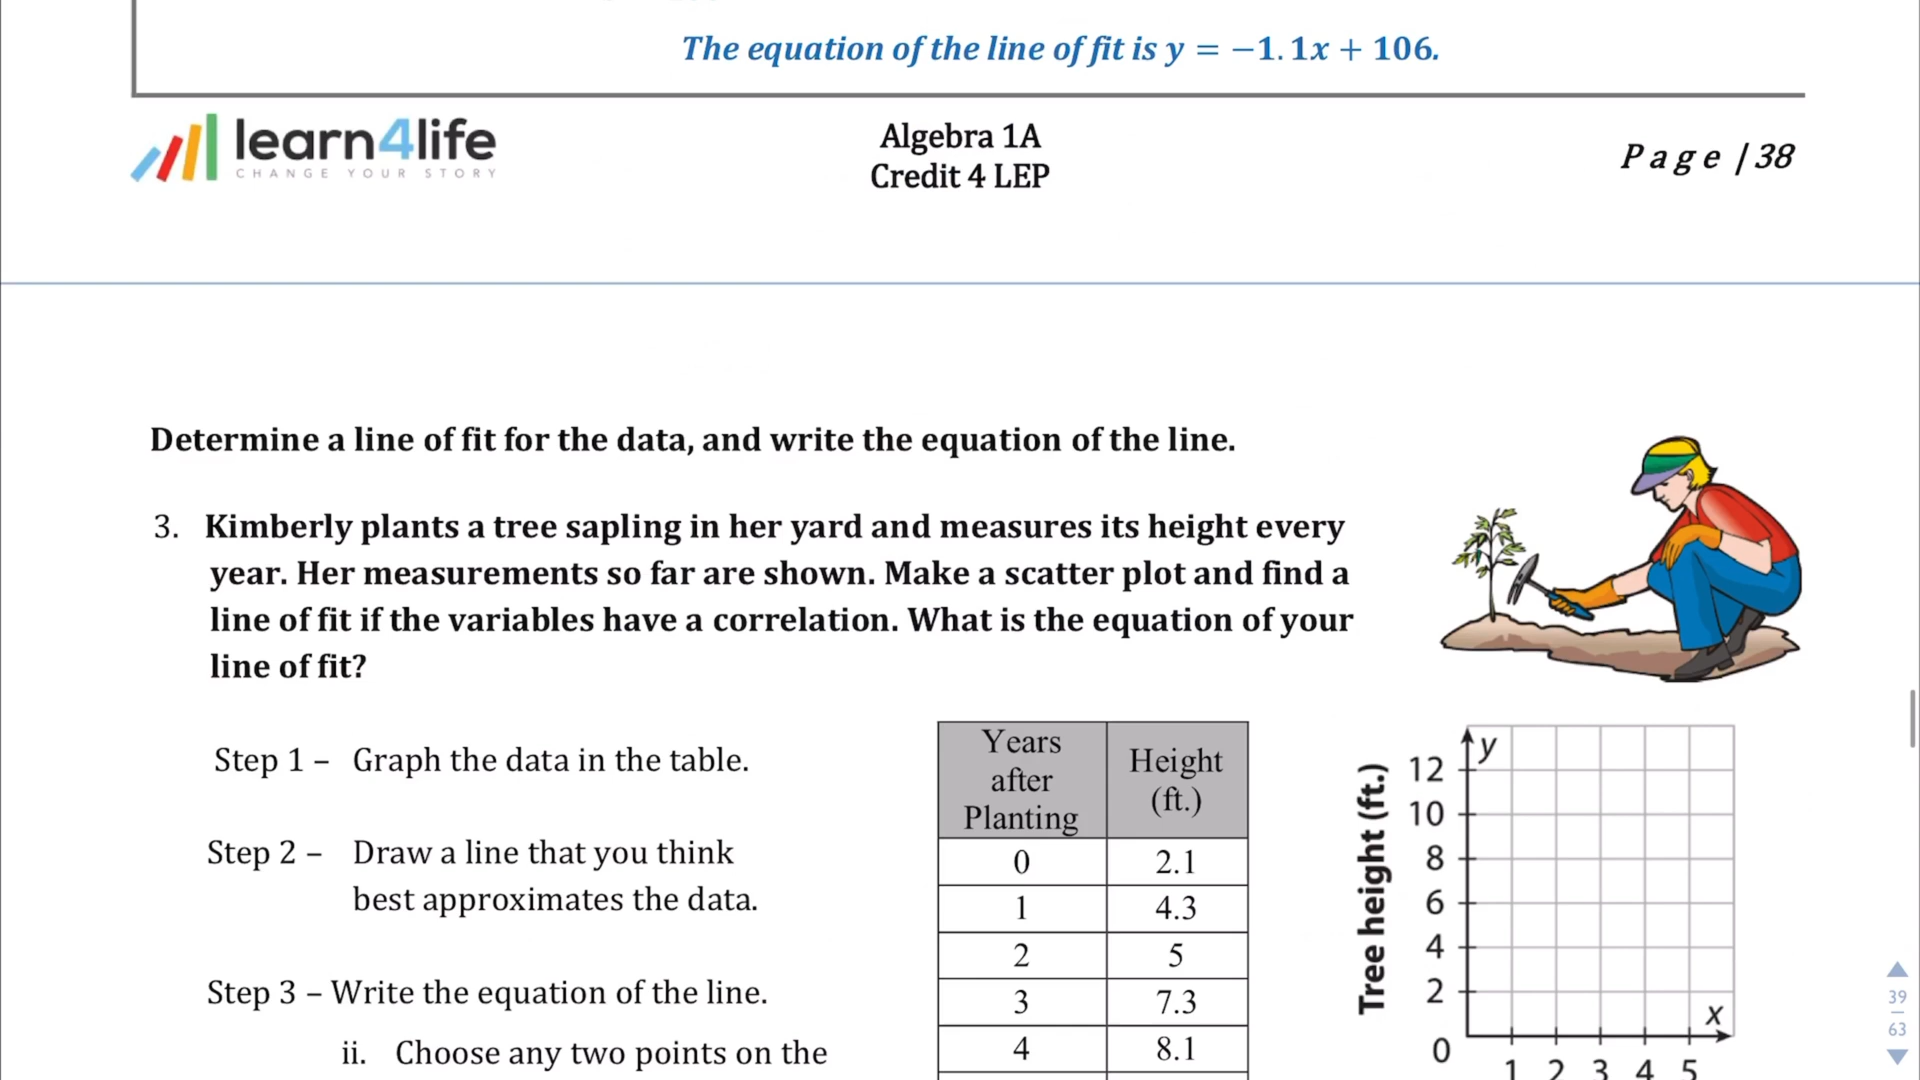 The equation of the line of fit is y = −1.1x + 106.
learn4life
CHANGE YOUR STORY
Algebra 1A
Credit 4 LEP
Page |38
Determine a line of fit for the data, and write the equation of the line.
3. Kimberly plants a tree sapling in her yard and measures its height every
year. Her measurements so far are shown. Make a scatter plot and find a
line of fit if the variables have a correlation. What is the equation of your
line of fit?
Step 1 – Graph the data in the table.
Step 2 – Draw a line that you think
best approximates the data.
Step 3 – Write the equation of the line.
ii. Choose any two points on the
Years after Planting Height (ft.)
0 2.1
1 4.3
2 5
3 7.3
4 8.1
Tree height (ft.)
y
12
10
8
6
4
2
0
x
1 2 3 4 5
39
63